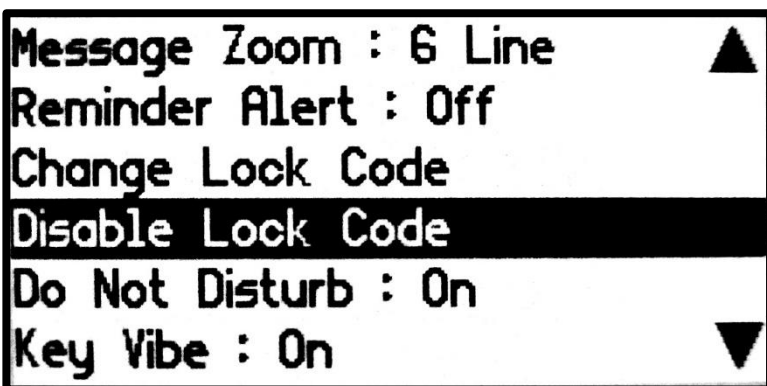 Message Zoom : 6 Line
Reminder Alert : Off
Change Lock Code
Disable Lock Code
Do Not Disturb : On
Key Vibe : On